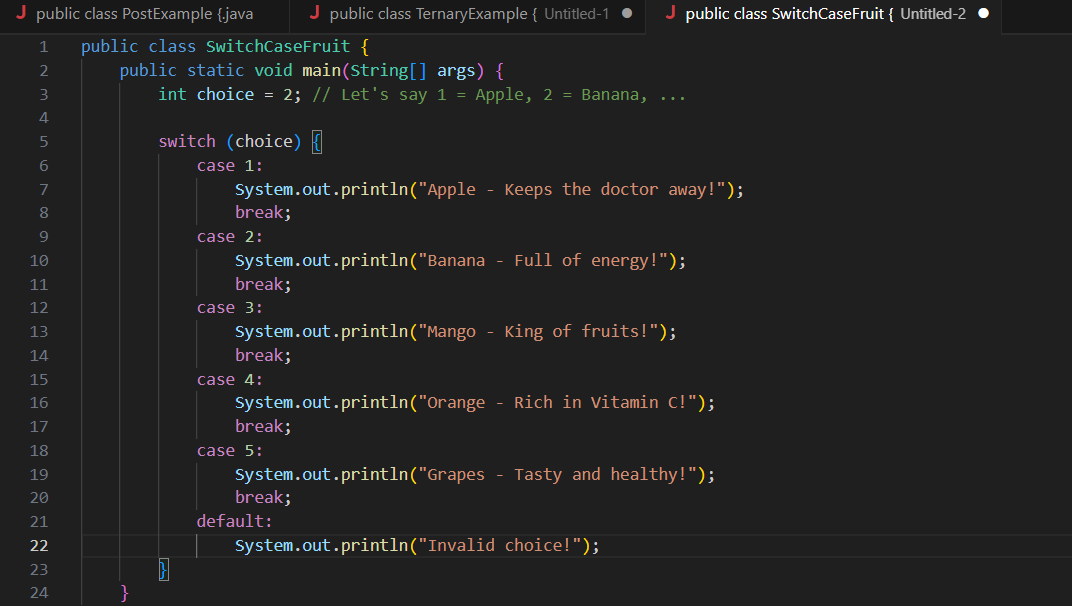 J public class PostExample {.java
J public class TernaryExample { Untitled-1 ●
J public class SwitchCaseFruit { Untitled-2 ●
1 public class SwitchCaseFruit {
2     public static void main(String[] args) {
3         int choice = 2; // Let's say 1 = Apple, 2 = Banana, ...
4
5         switch (choice) {
6             case 1:
7                 System.out.println("Apple - Keeps the doctor away!");
8                 break;
9             case 2:
10                 System.out.println("Banana - Full of energy!");
11                 break;
12             case 3:
13                 System.out.println("Mango - King of fruits!");
14                 break;
15             case 4:
16                 System.out.println("Orange - Rich in Vitamin C!");
17                 break;
18             case 5:
19                 System.out.println("Grapes - Tasty and healthy!");
20                 break;
21             default:
22                 System.out.println("Invalid choice!");
23         }
24     }